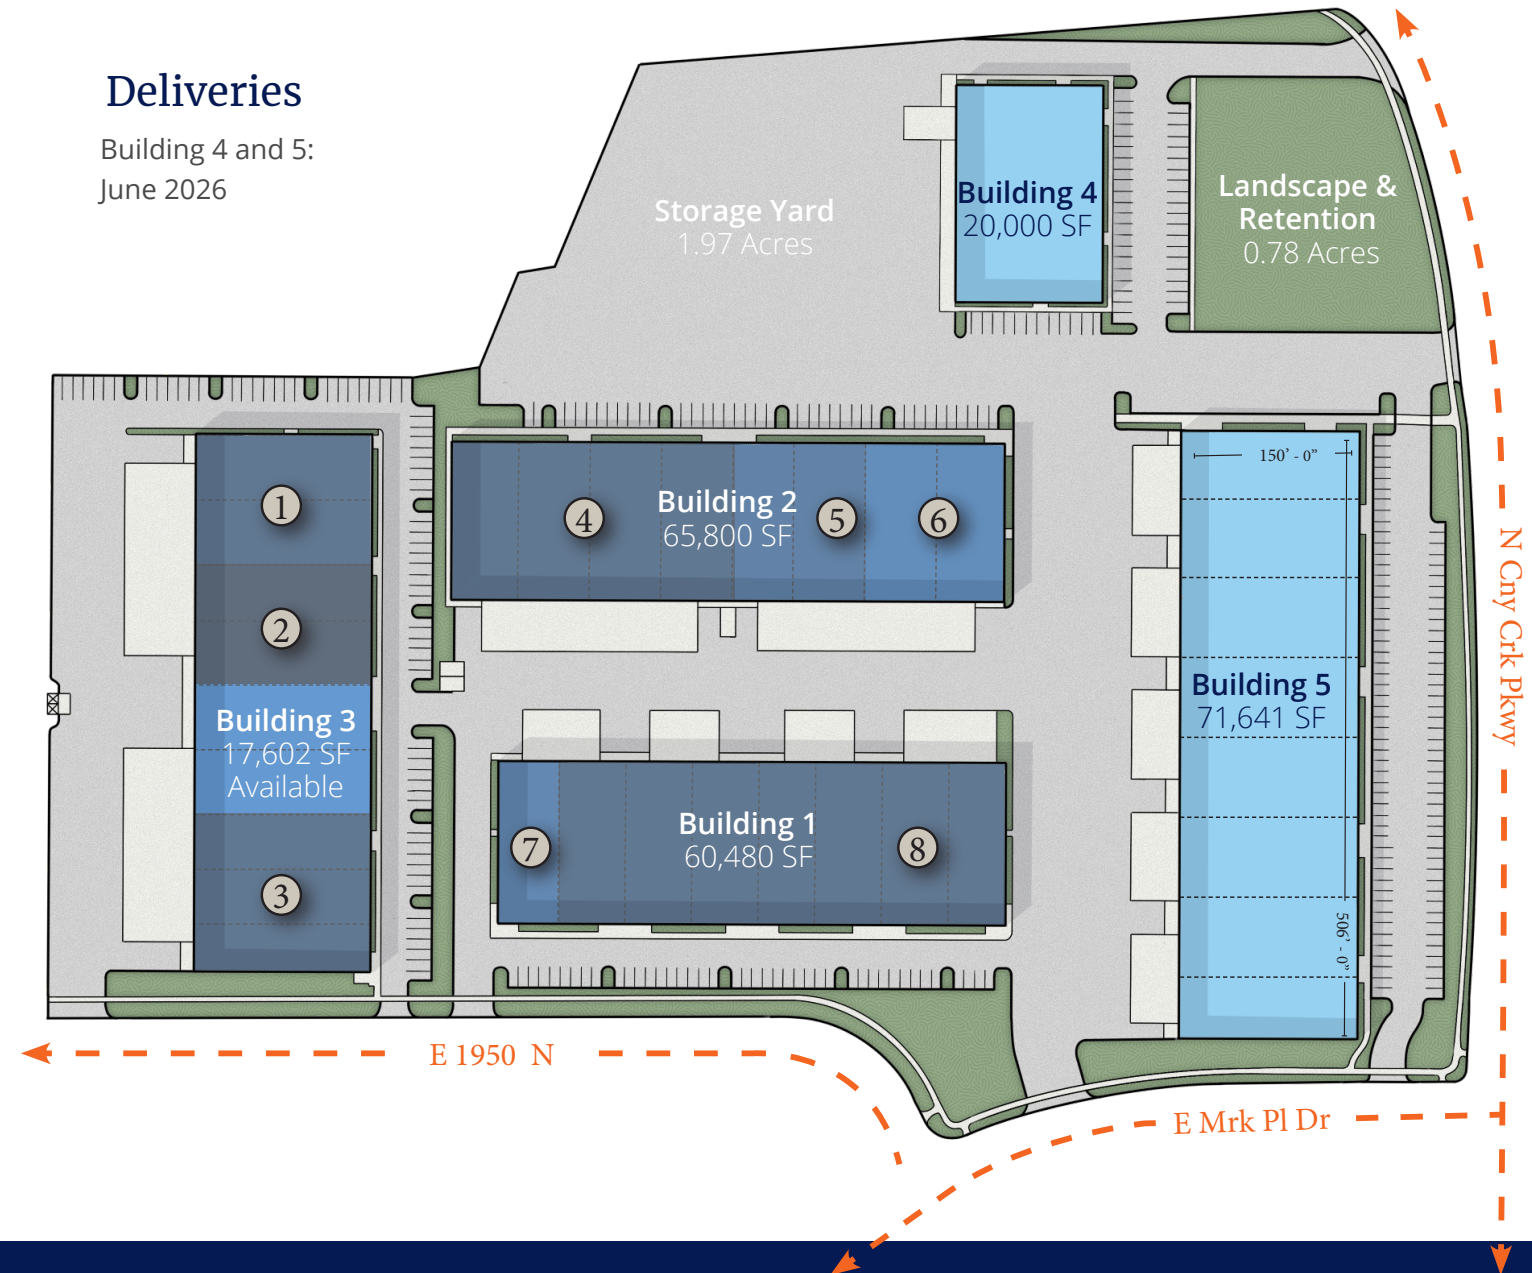 Deliveries
Building 4 and 5:
June 2026
Storage Yard
1.97 Acres
Building 4
20,000 SF
Landscape &
Retention
0.78 Acres
1
2
Building 3
17,602 SF
Available
3
4
Building 2
65,800 SF
5
6
7
Building 1
60,480 SF
8
150' - 0"
Building 5
71,641 SF
506' - 0"
N Cny Crk Pkwy
E 1950 N
E Mrk Pl Dr